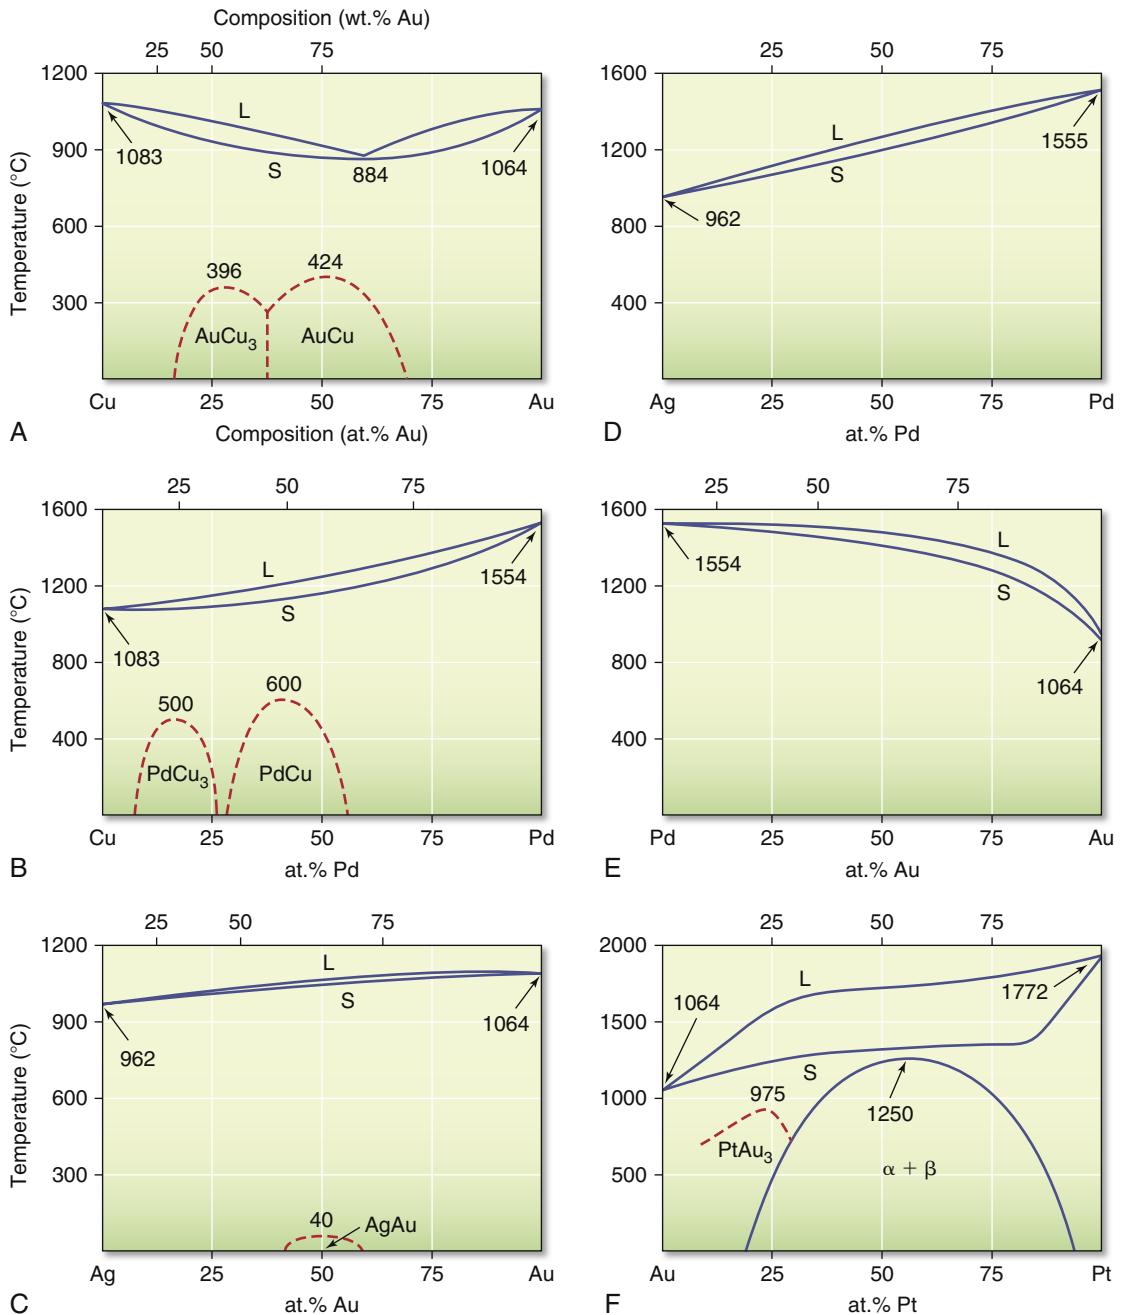 Composition (wt.% Au)
25 50 75
1200
900
600
300
Temperature (°C)
L
S
1083
884
1064
396
424
AuCu3
AuCu
Cu 25 50 75 Au
A
Composition (at.% Au)
1600
1200
800
400
L
S
1555
962
Ag 25 50 75 Pd
D
at.% Pd
25 50 75
1600
1200
800
400
Temperature (°C)
L
S
1554
1083
500
600
PdCu3
PdCu
Cu 25 50 75 Pd
B
at.% Pd
25 50 75
1600
1200
800
400
L
S
1554
1064
Pd 25 50 75 Au
E
at.% Au
25 50 75
1200
900
600
300
Temperature (°C)
L
S
962
1064
40
AgAu
Ag 25 50 75 Au
C
at.% Au
25 50 75
2000
1500
1000
500
L
S
1772
1064
975
1250
PtAu3
α + β
Au 25 50 75 Pt
F
at.% Pt